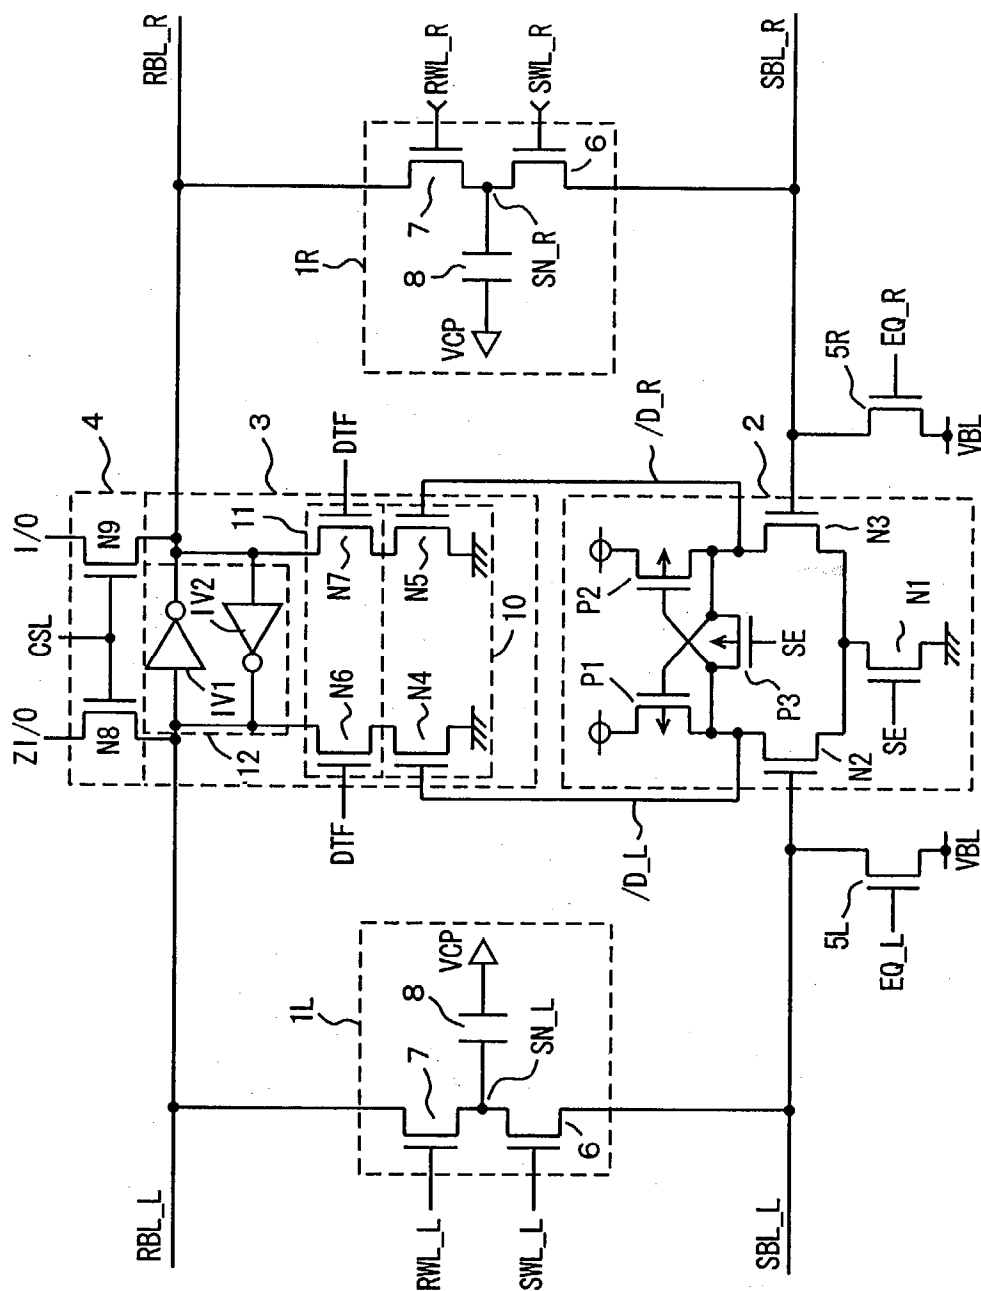 ZI/O
CSL
I/O
4
N8
N9
RBL_L
RBL_R
IV1
IV2
12
3
11
DTF
DTF
N6
N7
N4
N5
10
1L
RWL_L
SWL_L
7
8
VCP
SN_L
6
1R
VCP
8
7
SN_R
RWL_R
SWL_R
6
/D_L
/D_R
2
P1
P2
P3
SE
N2
N3
SE
N1
SBL_L
SBL_R
5L
EQ_L
VBL
5R
EQ_R
VBL